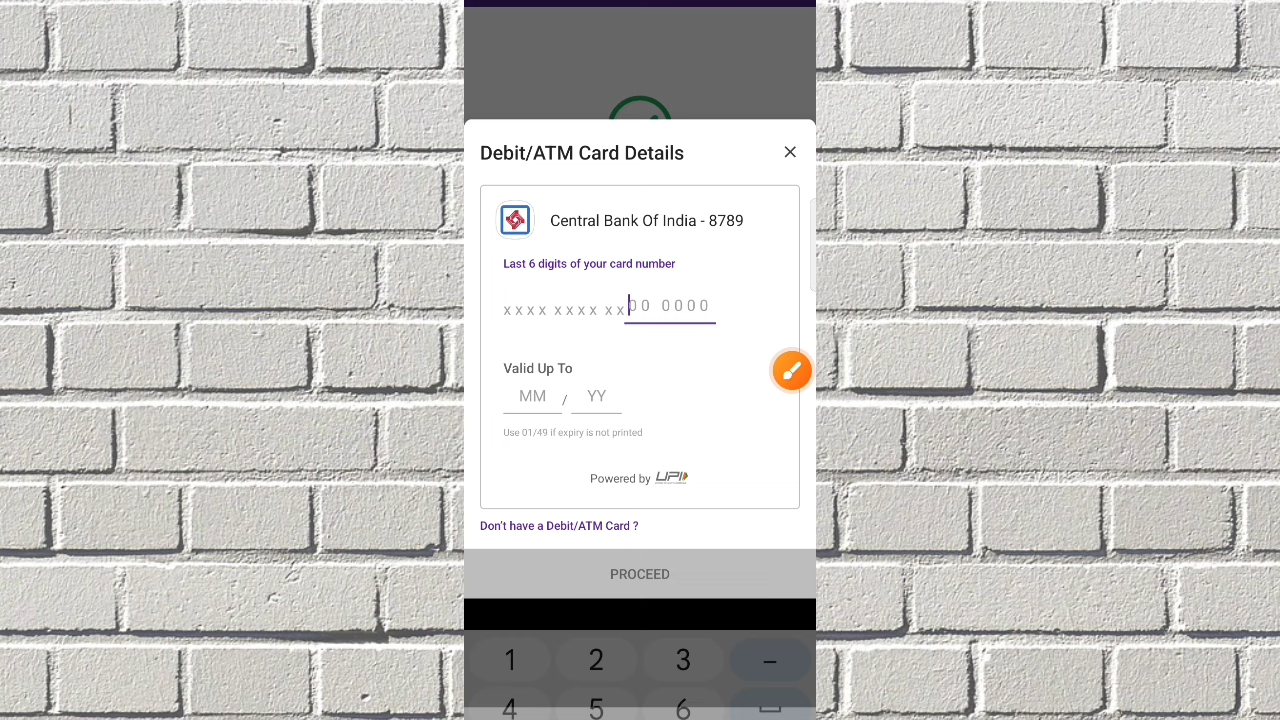 Debit/ATM Card Details
Central Bank Of India - 8789
Last 6 digits of your card number
xxxx xxxx xx00 0000
Valid Up To
MM / YY
Use 01/49 if expiry is not printed
Powered by UPI
Don't have a Debit/ATM Card ?
PROCEED
1 2 3 –
4 5 6